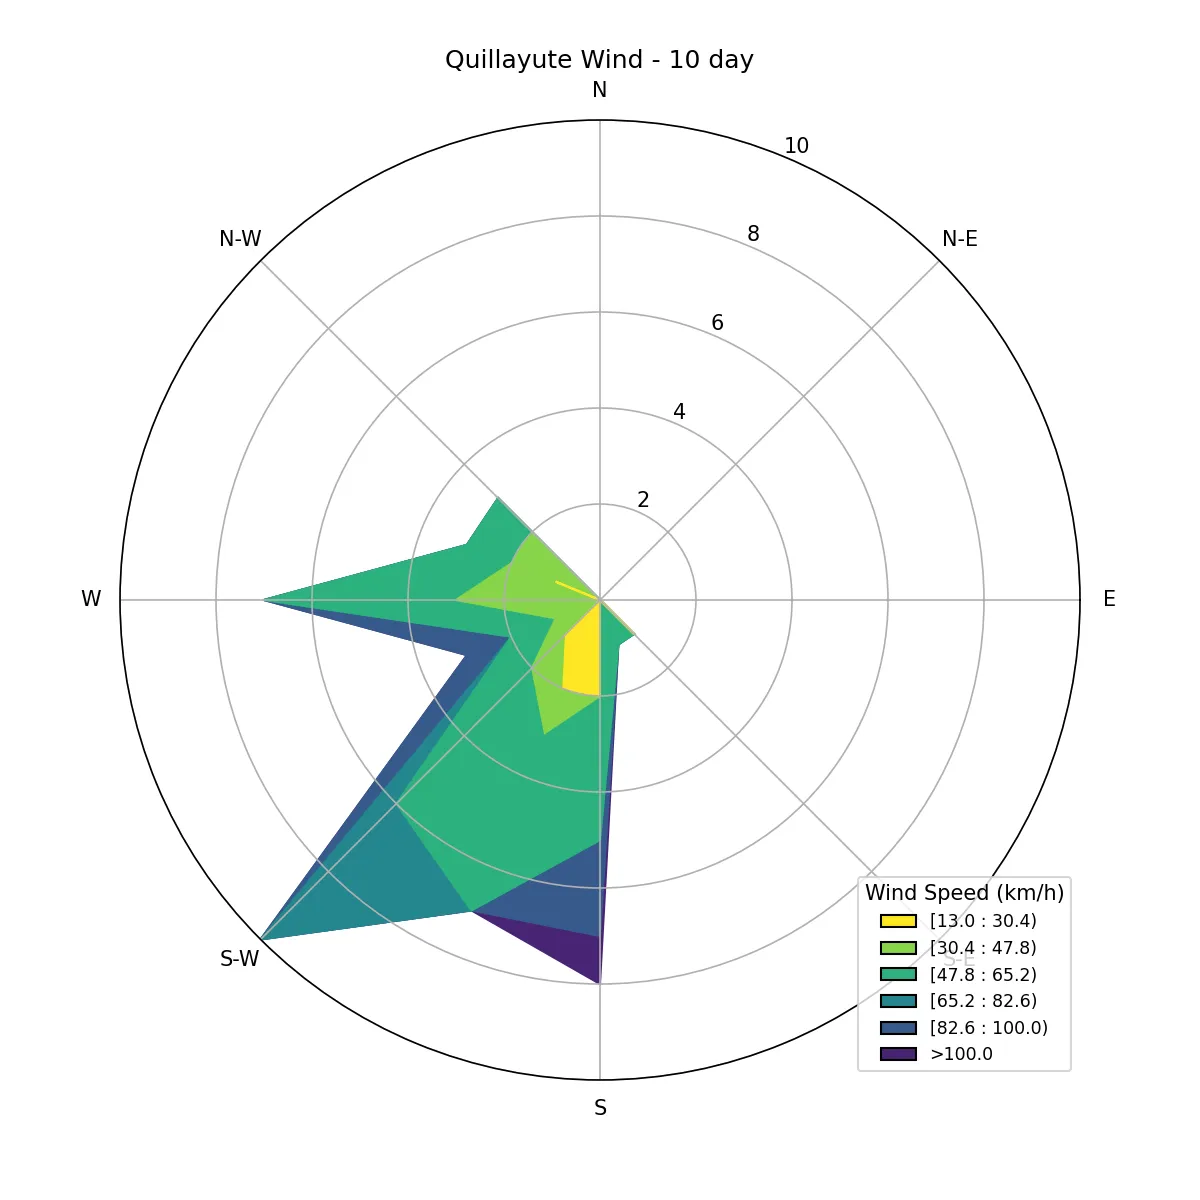 Quillayute Wind - 10 day
N
10
N-W
N-E
8
6
4
2
W
E
Wind Speed (km/h)
[13.0 : 30.4)
[30.4 : 47.8)
S-W
S-E
[47.8 : 65.2)
[65.2 : 82.6)
[82.6 : 100.0)
>100.0
S